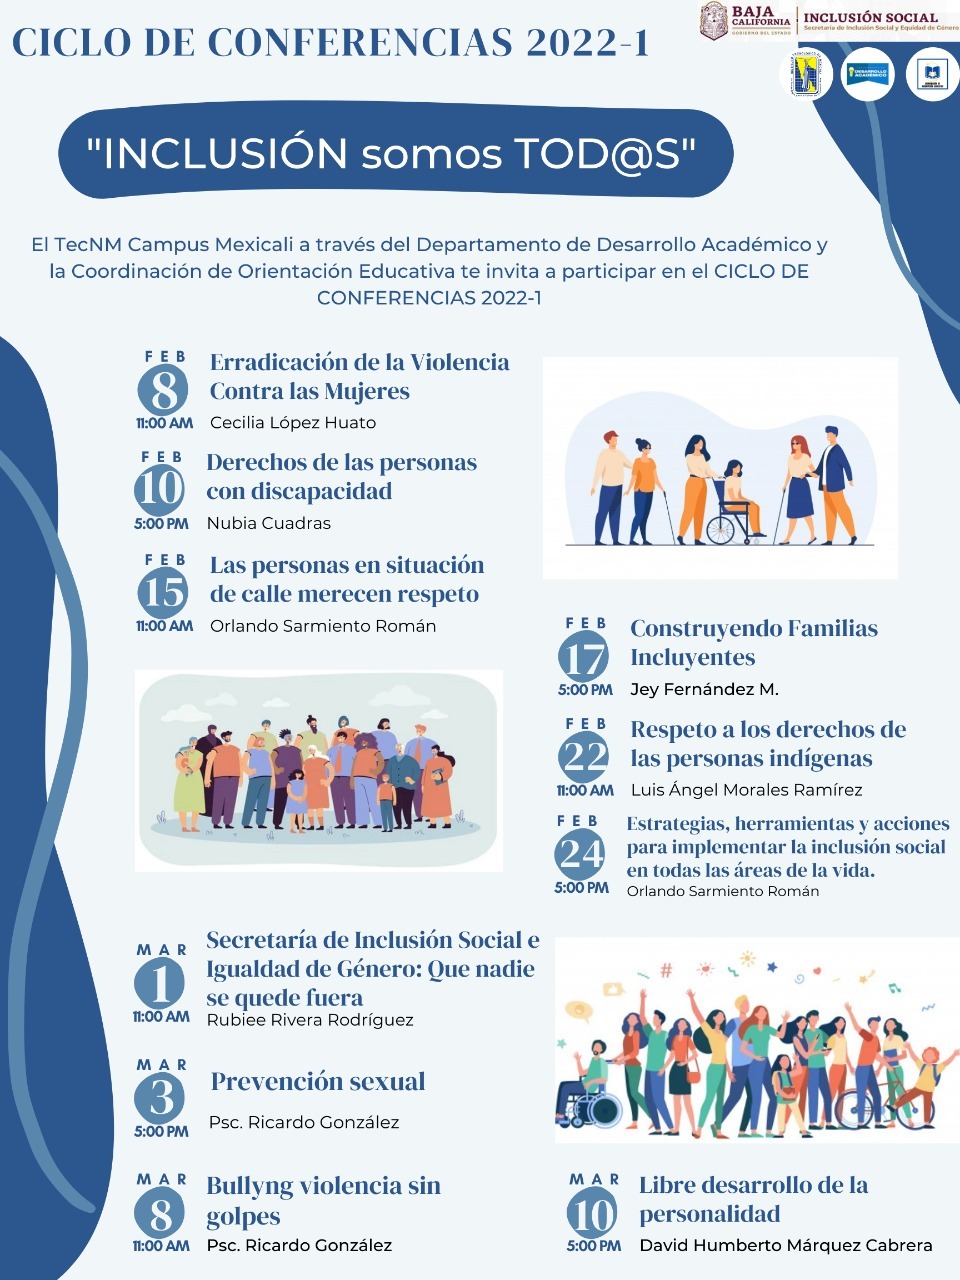 CICLO DE CONFERENCIAS 2022-1
BAJA
CALIFORNIA
GOBIERNO DEL ESTADO
INCLUSIÓN SOCIAL
Secretaría de Inclusión Social y Equidad de Género
DESARROLLO
ACADÉMICO
"INCLUSIÓN somos TOD@S"
El TecNM Campus Mexicali a través del Departamento de Desarrollo Académico y
la Coordinación de Orientación Educativa te invita a participar en el CICLO DE
CONFERENCIAS 2022-1
FEB
8
11:00 AM
Erradicación de la Violencia
Contra las Mujeres
Cecilia López Huato
FEB
10
5:00 PM
Derechos de las personas
con discapacidad
Nubia Cuadras
FEB
15
11:00 AM
Las personas en situación
de calle merecen respeto
Orlando Sarmiento Román
FEB
17
5:00 PM
Construyendo Familias
Incluyentes
Jey Fernández M.
FEB
22
11:00 AM
Respeto a los derechos de
las personas indígenas
Luis Ángel Morales Ramírez
FEB
24
5:00 PM
Estrategias, herramientas y acciones
para implementar la inclusión social
en todas las áreas de la vida.
Orlando Sarmiento Román
MAR
1
11:00 AM
Secretaría de Inclusión Social e
Igualdad de Género: Que nadie
se quede fuera
Rubiee Rivera Rodríguez
MAR
3
5:00 PM
Prevención sexual
Psc. Ricardo González
MAR
8
11:00 AM
Bullyng violencia sin
golpes
Psc. Ricardo González
MAR
10
5:00 PM
Libre desarrollo de la
personalidad
David Humberto Márquez Cabrera